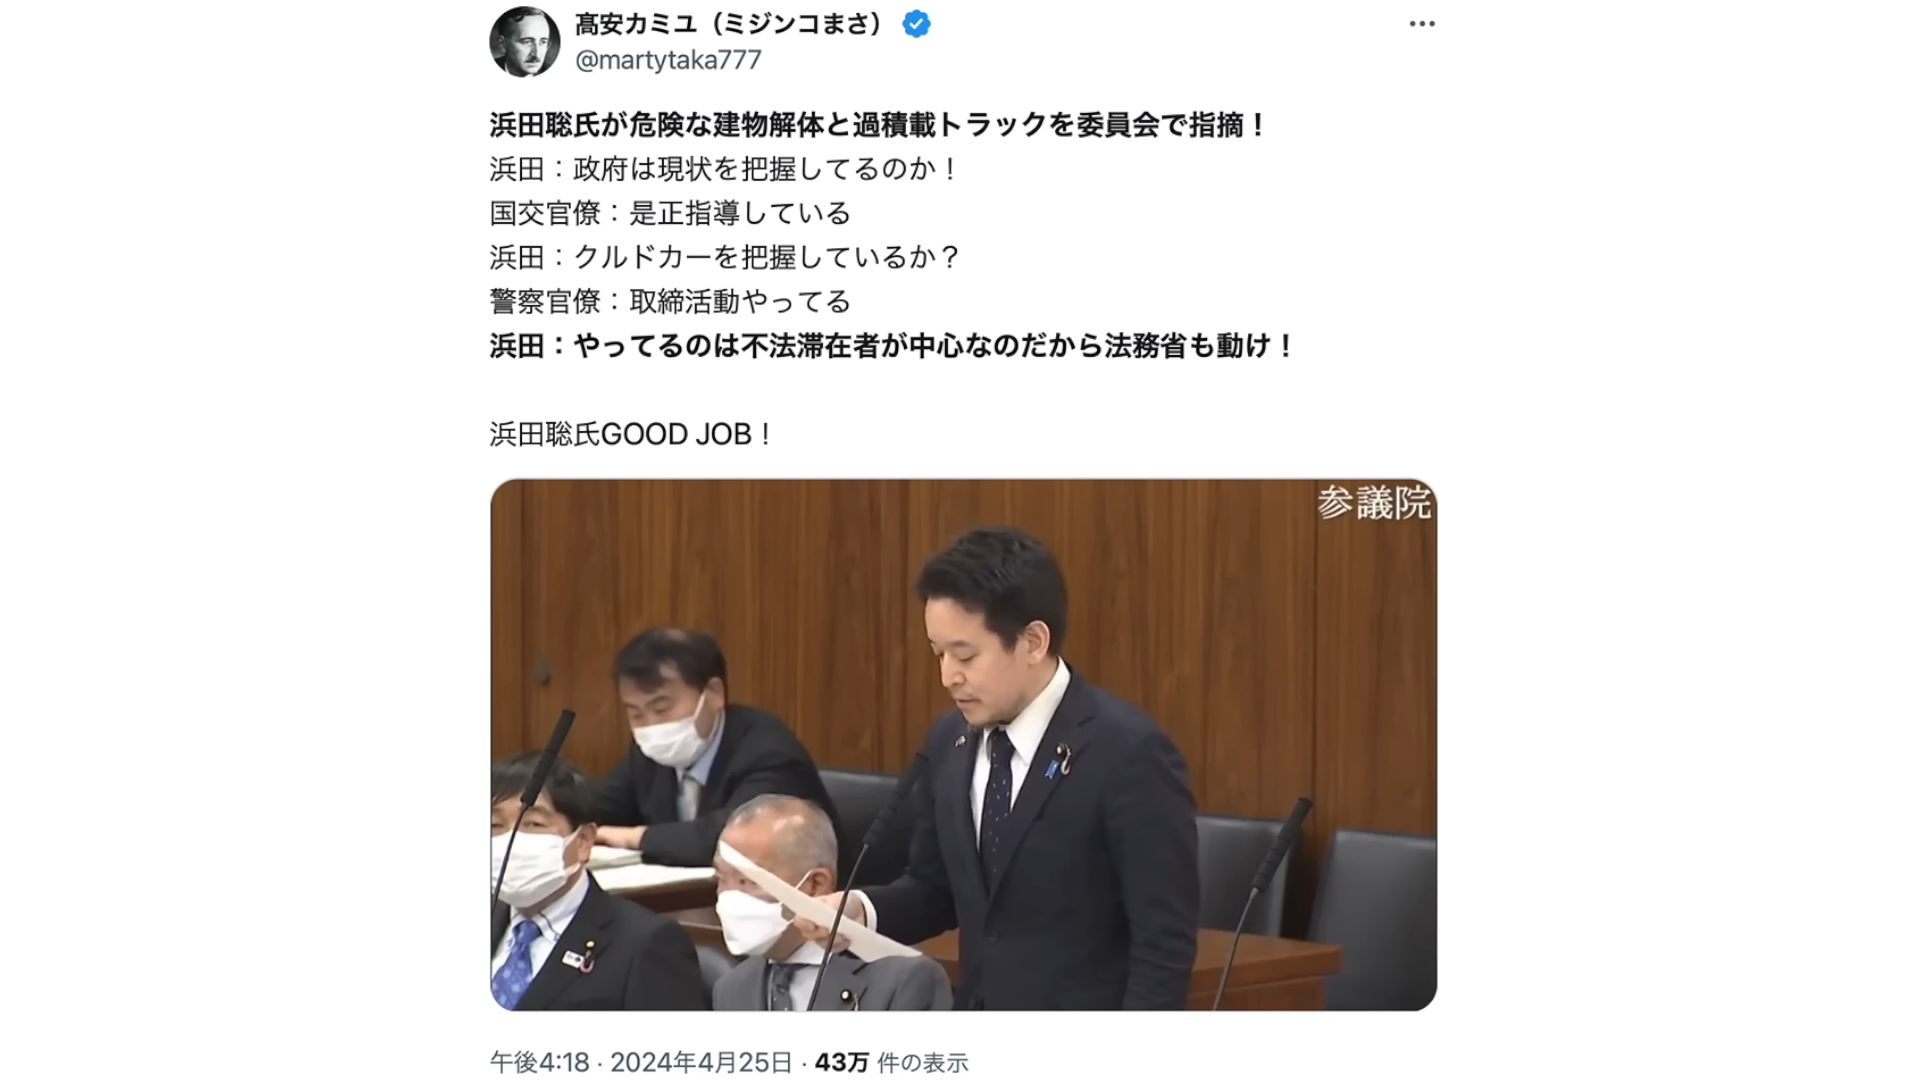 髙安カミユ（ミジンコまさ）
@martytaka777
浜田聡氏が危険な建物解体と過積載トラックを委員会で指摘！
浜田：政府は現状を把握してるのか！
国交官僚：是正指導している
浜田：クルドカーを把握しているか？
警察官僚：取締活動やってる
浜田：やってるのは不法滞在者が中心なのだから法務省も動け！
浜田聡氏GOOD JOB！
参議院
午後4:18 · 2024年4月25日 · 43万 件の表示